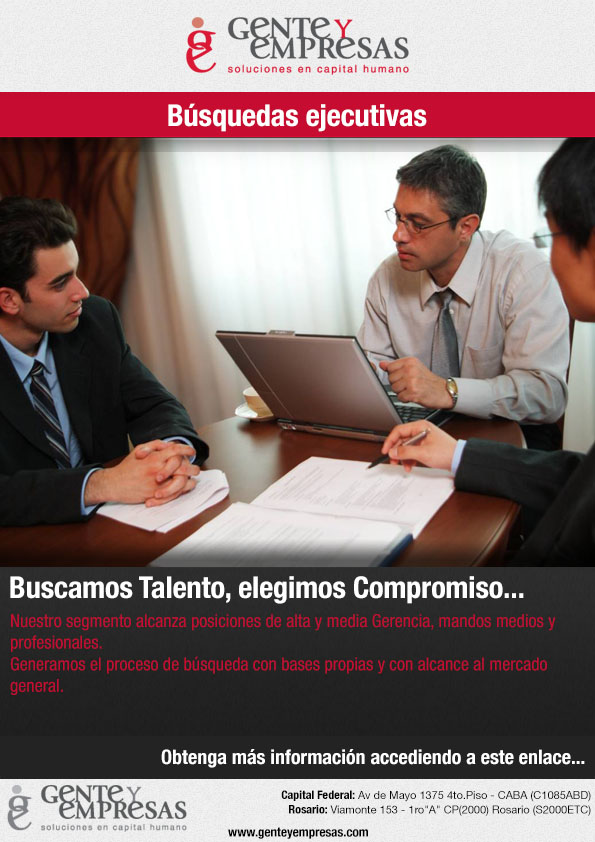 GENTE Y
EMPRESAS
soluciones en capital humano
Búsquedas ejecutivas
Buscamos Talento, elegimos Compromiso...
Nuestro segmento alcanza posiciones de alta y media Gerencia, mandos medios y
profesionales.
Generamos el proceso de búsqueda con bases propias y con alcance al mercado
general.
Obtenga más información accediendo a este enlace...
GENTE Y
EMPRESAS
soluciones en capital humano
Capital Federal: Av de Mayo 1375 4to.Piso - CABA (C1085ABD)
Rosario: Viamonte 153 - 1ro"A" CP(2000) Rosario (S2000ETC)
www.genteyempresas.com